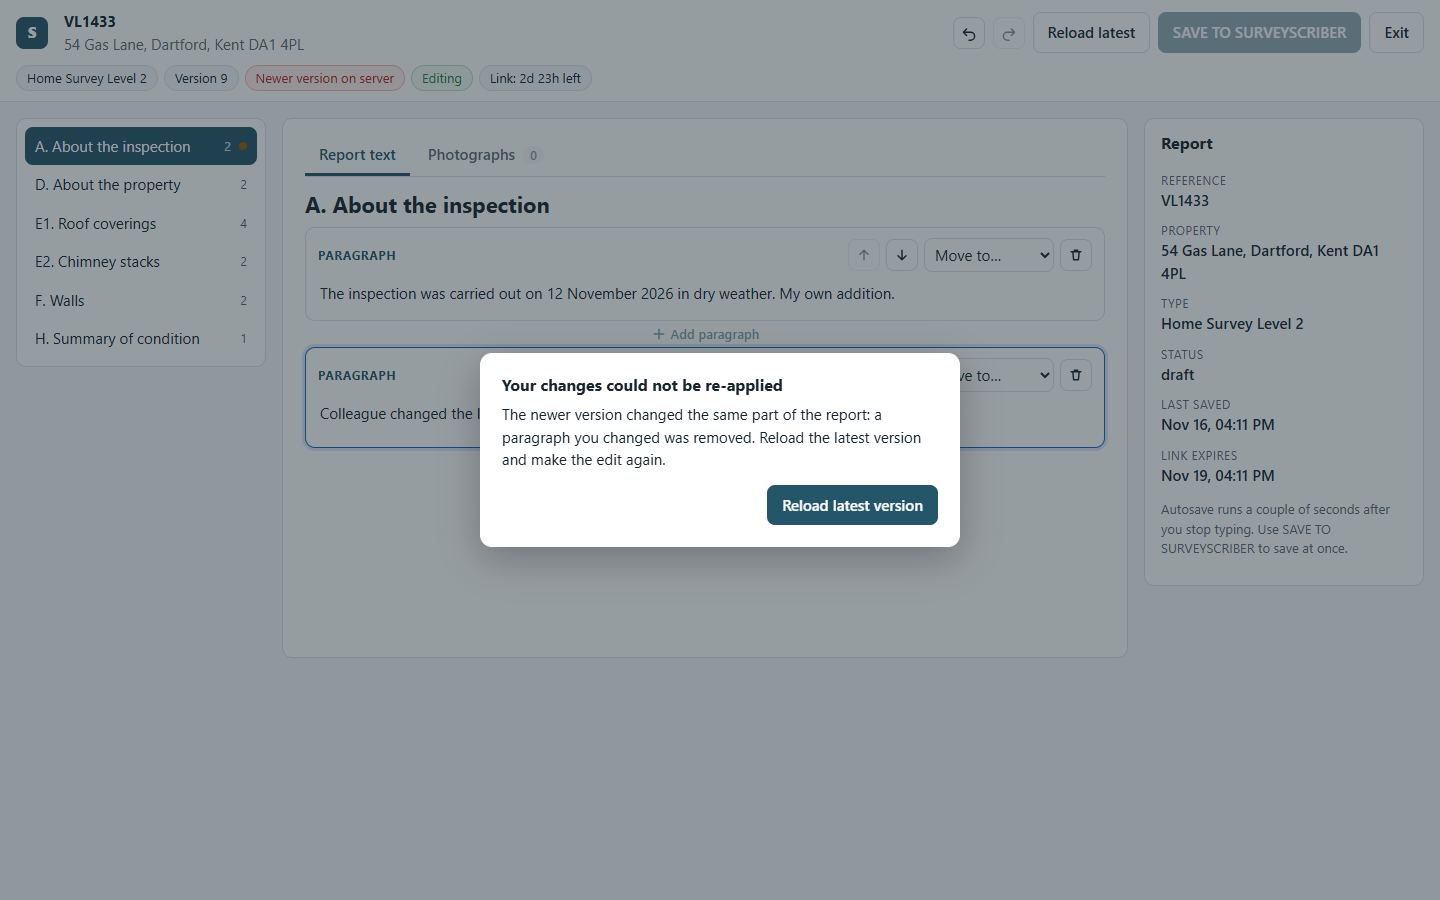 S
VL1433
54 Gas Lane, Dartford, Kent DA1 4PL
Reload latest
SAVE TO SURVEYSCRIBER
Exit
Home Survey Level 2
Version 9
Newer version on server
Editing
Link: 2d 23h left
A. About the inspection 2
D. About the property 2
E1. Roof coverings 4
E2. Chimney stacks 2
F. Walls 2
H. Summary of condition 1
Report text
Photographs 0
A. About the inspection
PARAGRAPH
Move to...
The inspection was carried out on 12 November 2026 in dry weather. My own addition.
+ Add paragraph
PARAGRAPH
ve to...
Colleague changed the
Your changes could not be re-applied
The newer version changed the same part of the report: a
paragraph you changed was removed. Reload the latest version
and make the edit again.
Reload latest version
Report
REFERENCE
VL1433
PROPERTY
54 Gas Lane, Dartford, Kent DA1
4PL
TYPE
Home Survey Level 2
STATUS
draft
LAST SAVED
Nov 16, 04:11 PM
LINK EXPIRES
Nov 19, 04:11 PM
Autosave runs a couple of seconds after
you stop typing. Use SAVE TO
SURVEYSCRIBER to save at once.